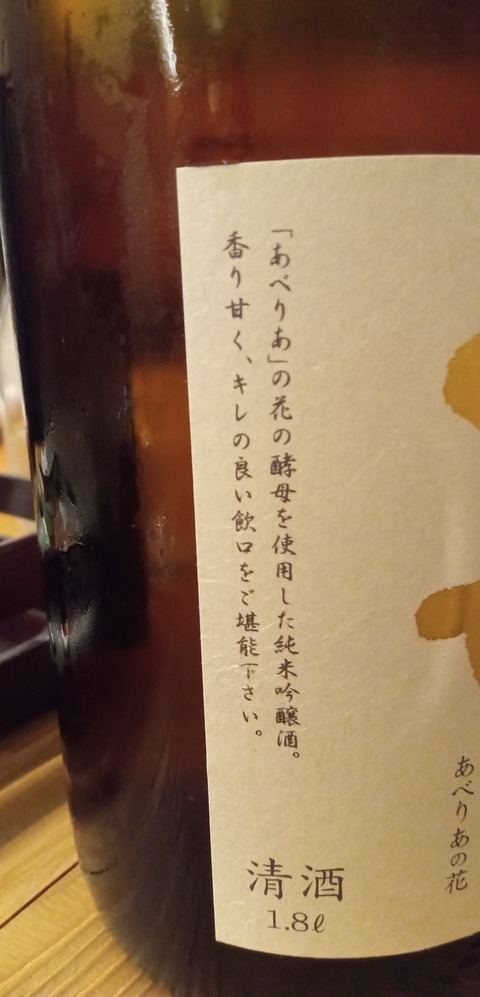 「あべりあ」の花の酵母を使用した純米吟醸酒。
香り甘く、キレの良い飲口をご堪能下さい。
あべりあの花
清酒
1.8ℓ